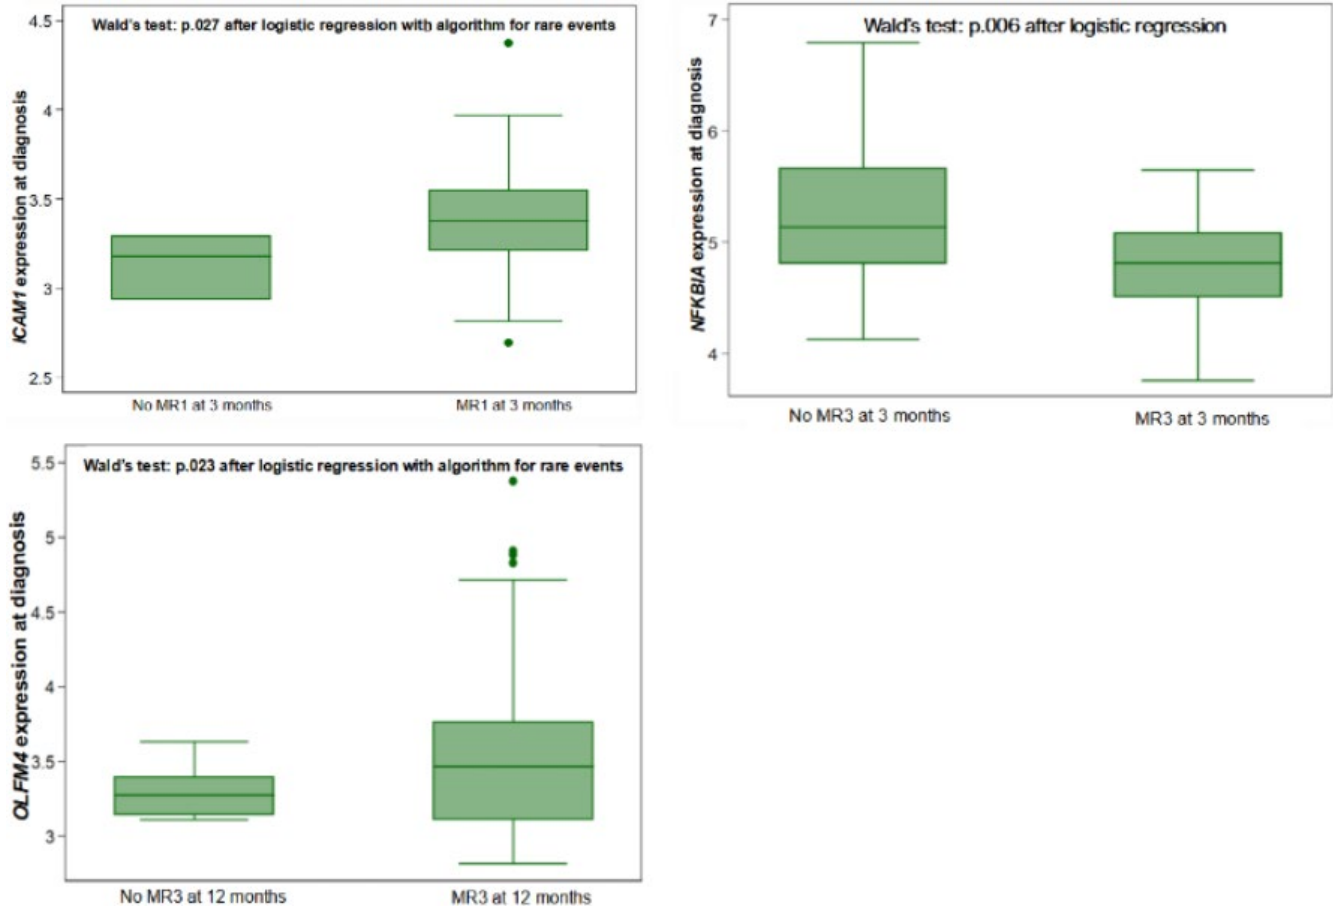 Wald's test: p.027 after logistic regression with algorithm for rare events
ICAM1 expression at diagnosis
4.5
4
3.5
3
2.5
No MR1 at 3 months
MR1 at 3 months
Wald's test: p.006 after logistic regression
NFKBIA expression at diagnosis
7
6
5
4
No MR3 at 3 months
MR3 at 3 months
Wald's test: p.023 after logistic regression with algorithm for rare events
OLFM4 expression at diagnosis
5.5
5
4.5
4
3.5
3
No MR3 at 12 months
MR3 at 12 months